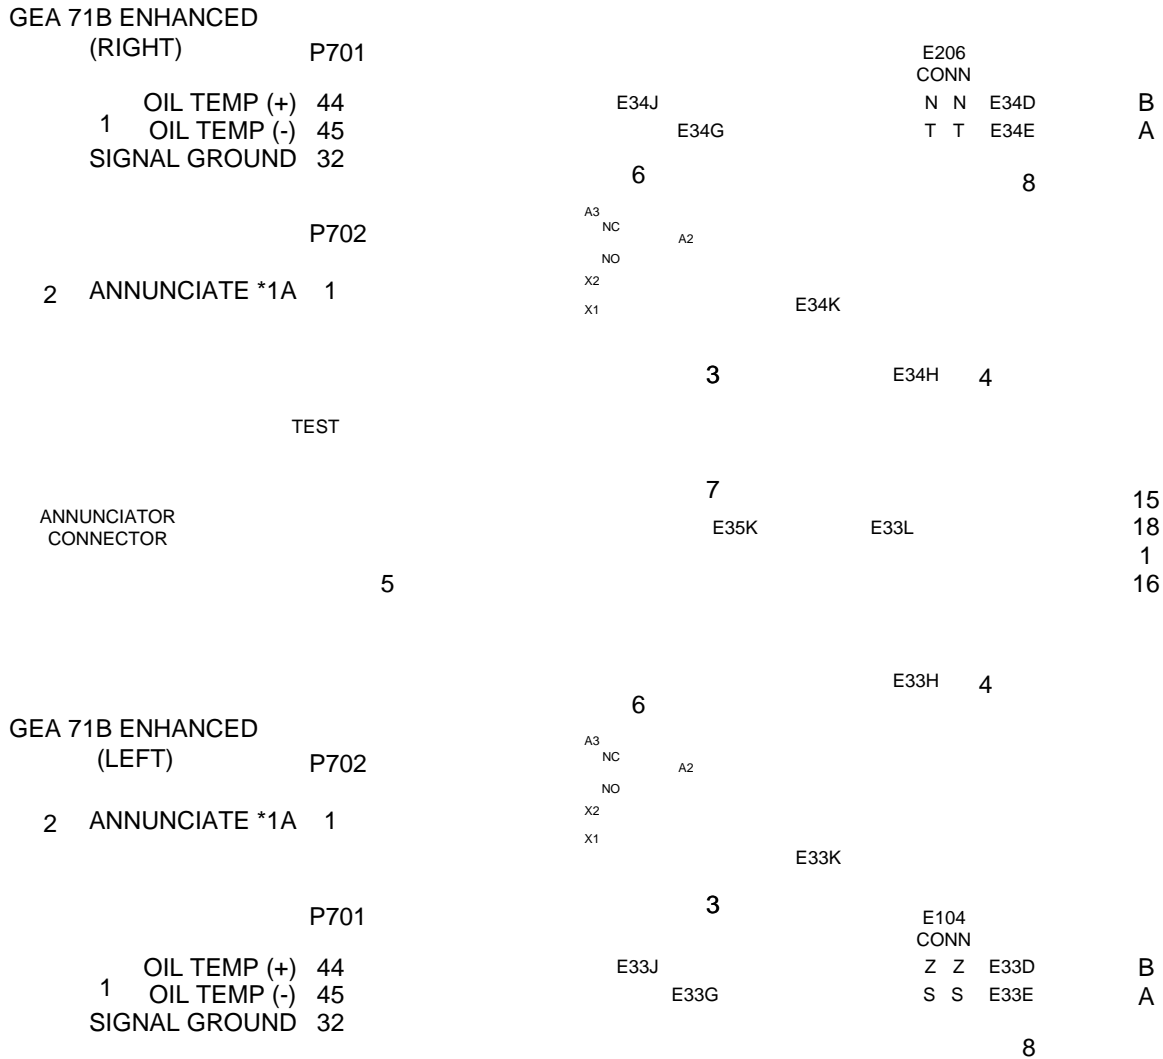 GEA 71B ENHANCED
(RIGHT) P701 E206
CONN
OIL TEMP (+) 44 E34J N N E34D B
1 OIL TEMP (-) 45 E34G T T E34E A
SIGNAL GROUND 32
6 8
A3
NC
P702 A2
NO
X2
2 ANNUNCIATE *1A 1
X1 E34K
3 E34H 4
TEST
7
15
ANNUNCIATOR
CONNECTOR
E35K E33L 18
1
5 16
E33H 4
6
GEA 71B ENHANCED
(LEFT) P702
A3
NC
A2
NO
X2
2 ANNUNCIATE *1A 1
X1
E33K
3
P701 E104
CONN
OIL TEMP (+) 44 E33J Z Z E33D B
1 OIL TEMP (-) 45 E33G S S E33E A
SIGNAL GROUND 32
8